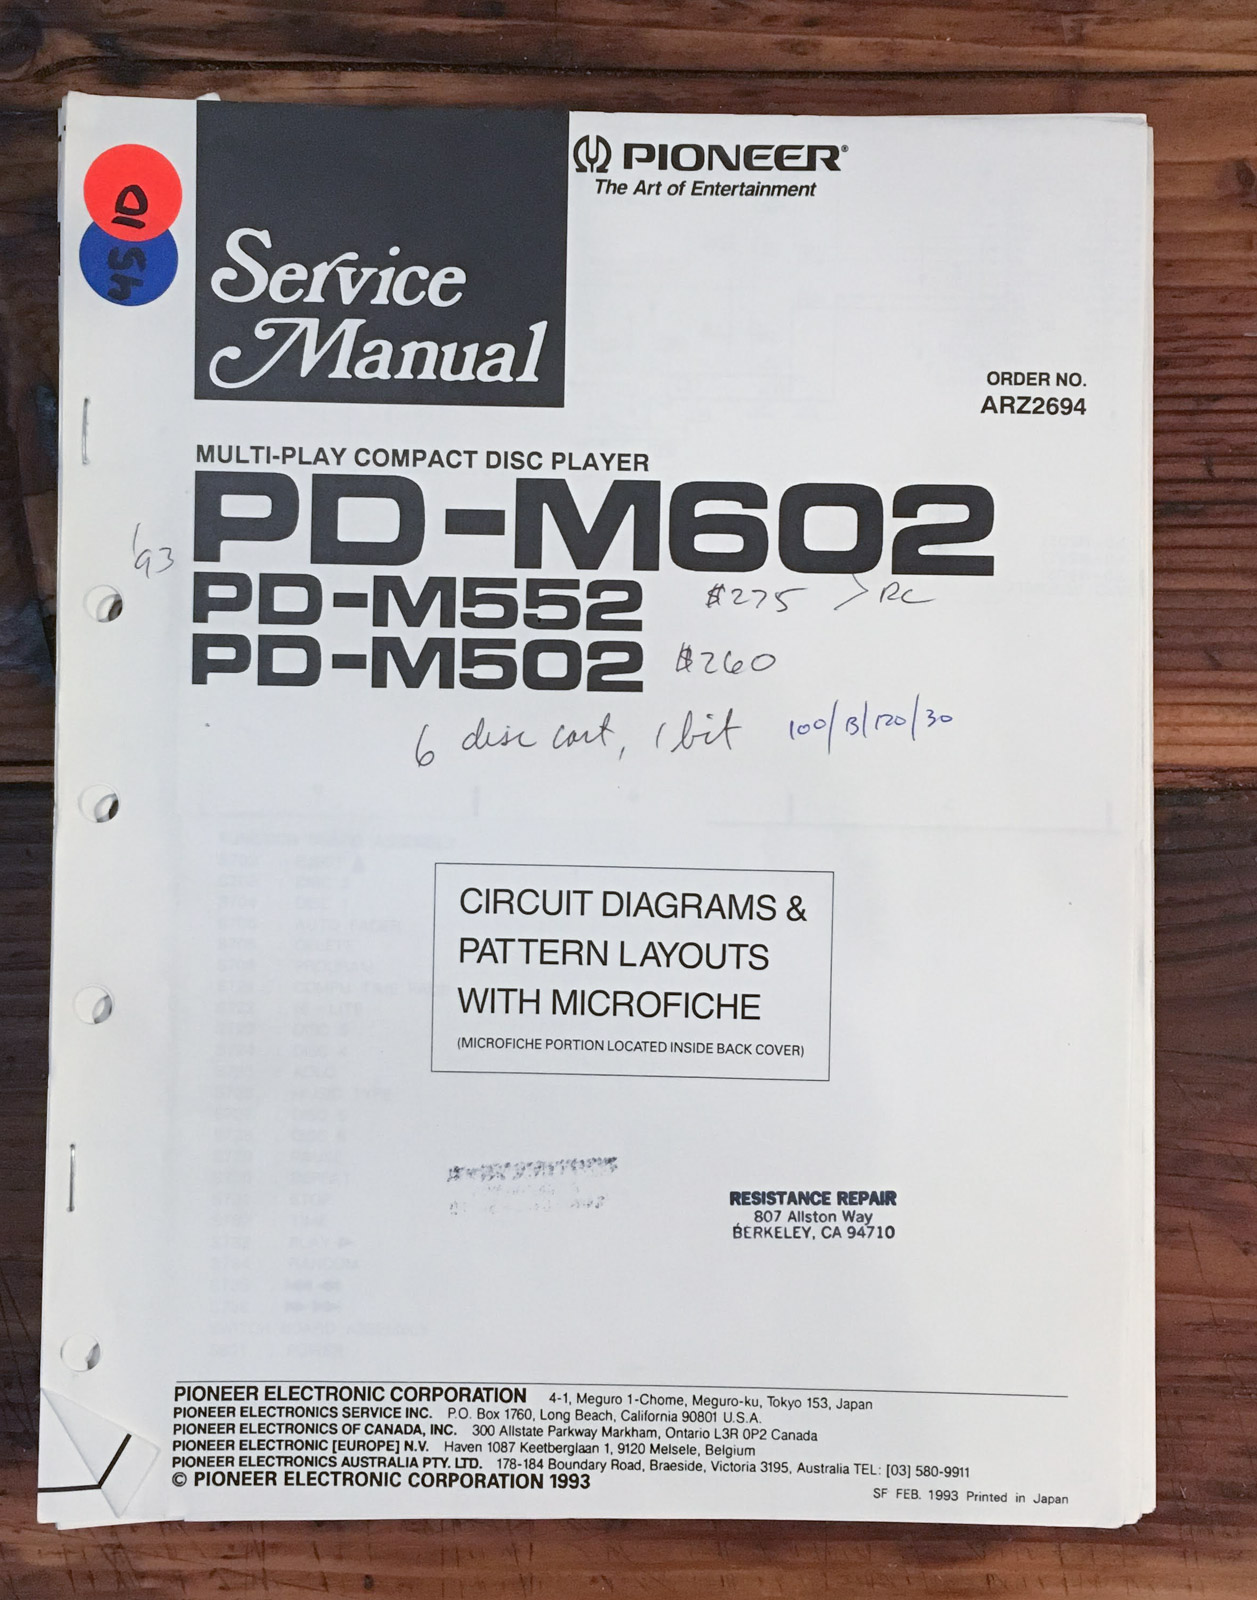 PIONEER®
The Art of Entertainment
10
45
Service
Manual
ORDER NO.
ARZ2694
MULTI-PLAY COMPACT DISC PLAYER
PD-M602
'93
PD-M552 $275 > RC
PD-M502 $260
6 disc cart, 1 bit 100/B/120/30
CIRCUIT DIAGRAMS &
PATTERN LAYOUTS
WITH MICROFICHE
(MICROFICHE PORTION LOCATED INSIDE BACK COVER)
RESISTANCE REPAIR
807 Allston Way
BERKELEY, CA 94710
PIONEER ELECTRONIC CORPORATION 4-1, Meguro 1-Chome, Meguro-ku, Tokyo 153, Japan
PIONEER ELECTRONICS SERVICE INC. P.O. Box 1760, Long Beach, California 90801 U.S.A.
PIONEER ELECTRONICS OF CANADA, INC. 300 Allstate Parkway Markham, Ontario L3R 0P2 Canada
PIONEER ELECTRONIC [EUROPE] N.V. Haven 1087 Keetberglaan 1, 9120 Melsele, Belgium
PIONEER ELECTRONICS AUSTRALIA PTY. LTD. 178-184 Boundary Road, Braeside, Victoria 3195, Australia TEL: [03] 580-9911
© PIONEER ELECTRONIC CORPORATION 1993
SF FEB. 1993 Printed in Japan